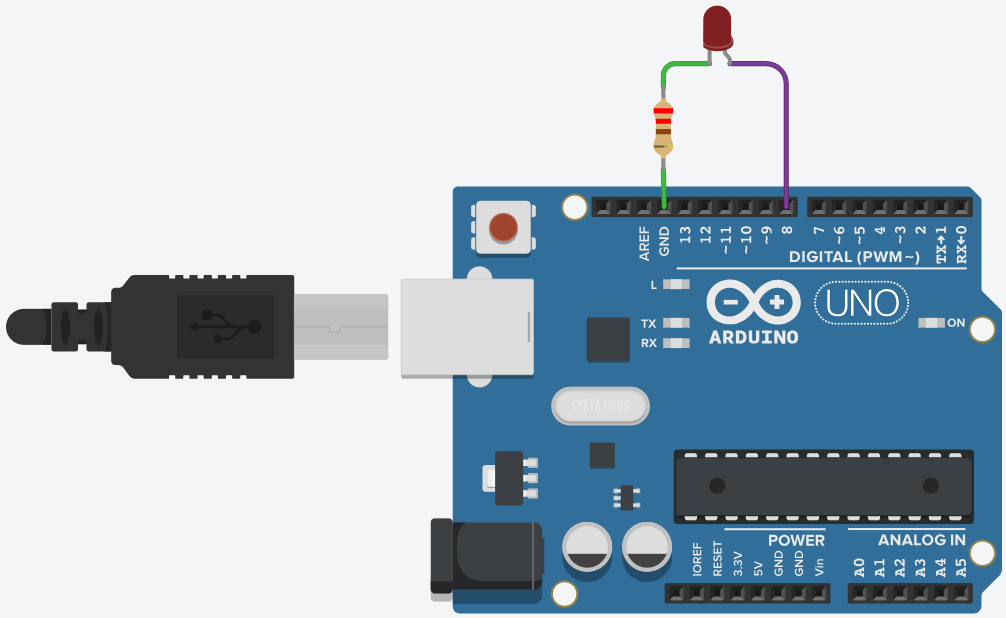 AREF
GND
13
12
~11
~10
~9
8
7
~6
~5
4
~3
2
TX→1
RX←0
DIGITAL (PWM~)
L
TX
RX
ARDUINO
UNO
ON
SPK16.000G
POWER
ANALOG IN
IOREF
RESET
3.3V
5V
GND
GND
Vin
A0
A1
A2
A3
A4
A5